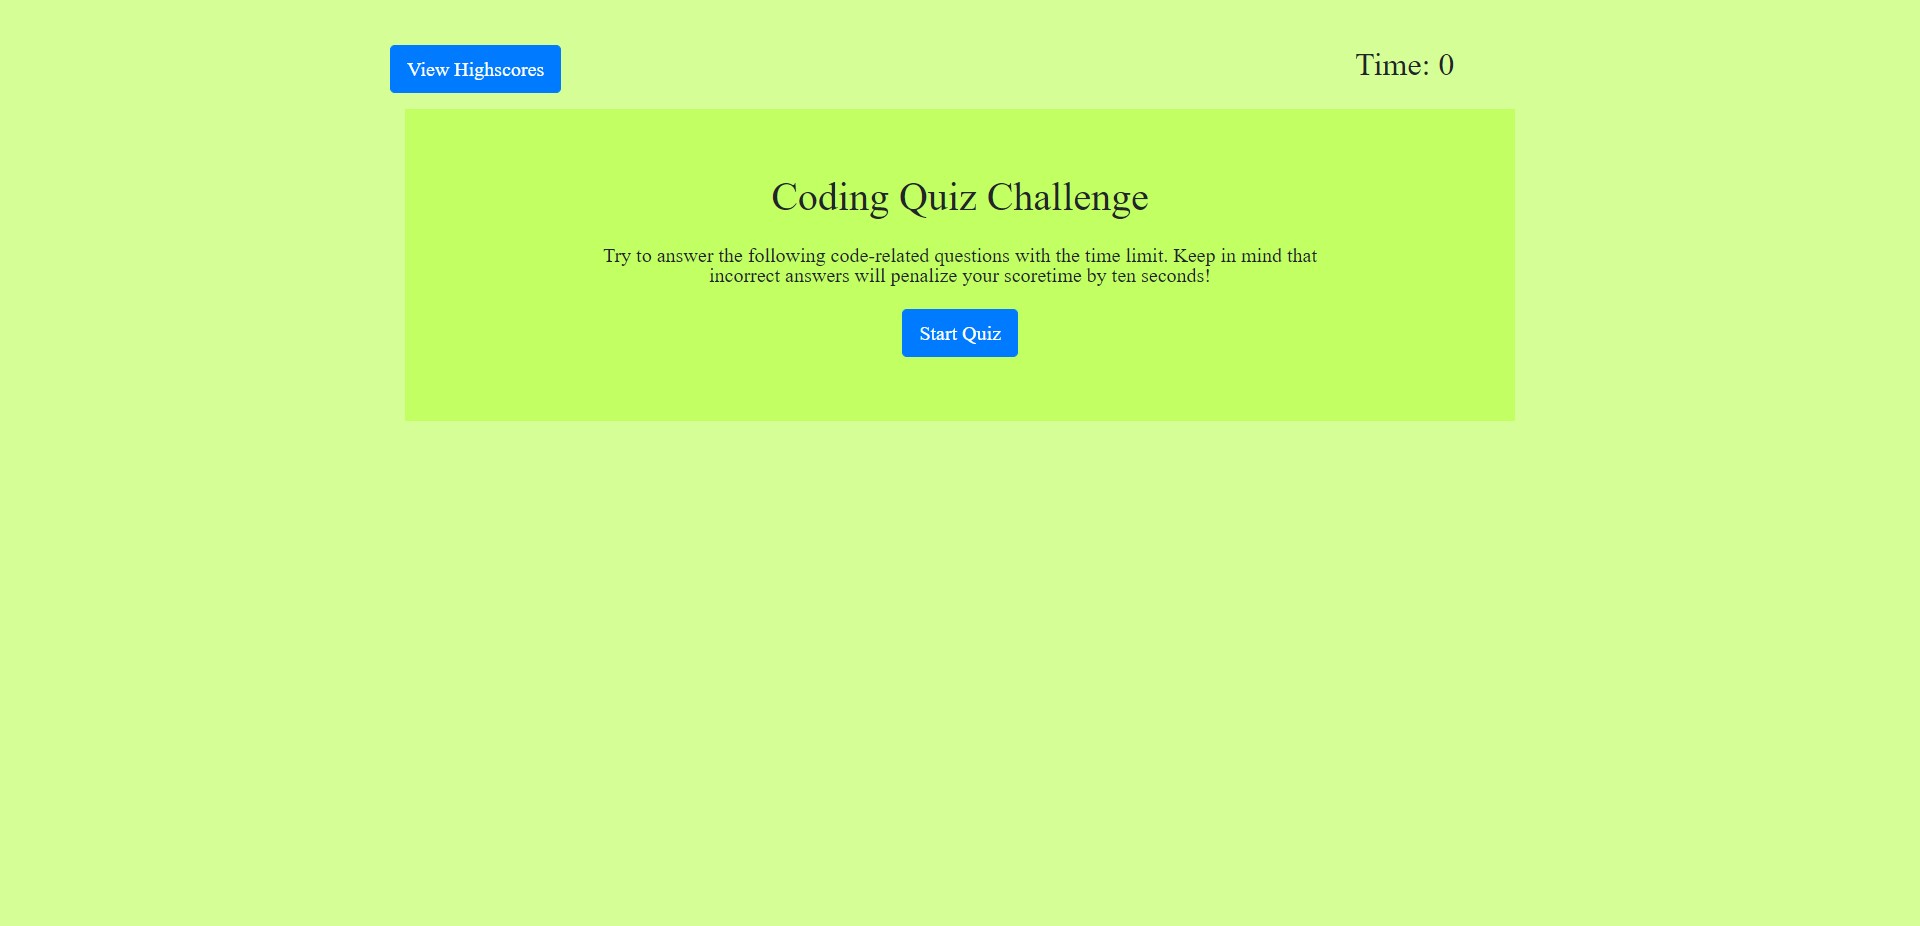 View Highscores
Time: 0
Coding Quiz Challenge
Try to answer the following code-related questions with the time limit. Keep in mind that
incorrect answers will penalize your scoretime by ten seconds!
Start Quiz